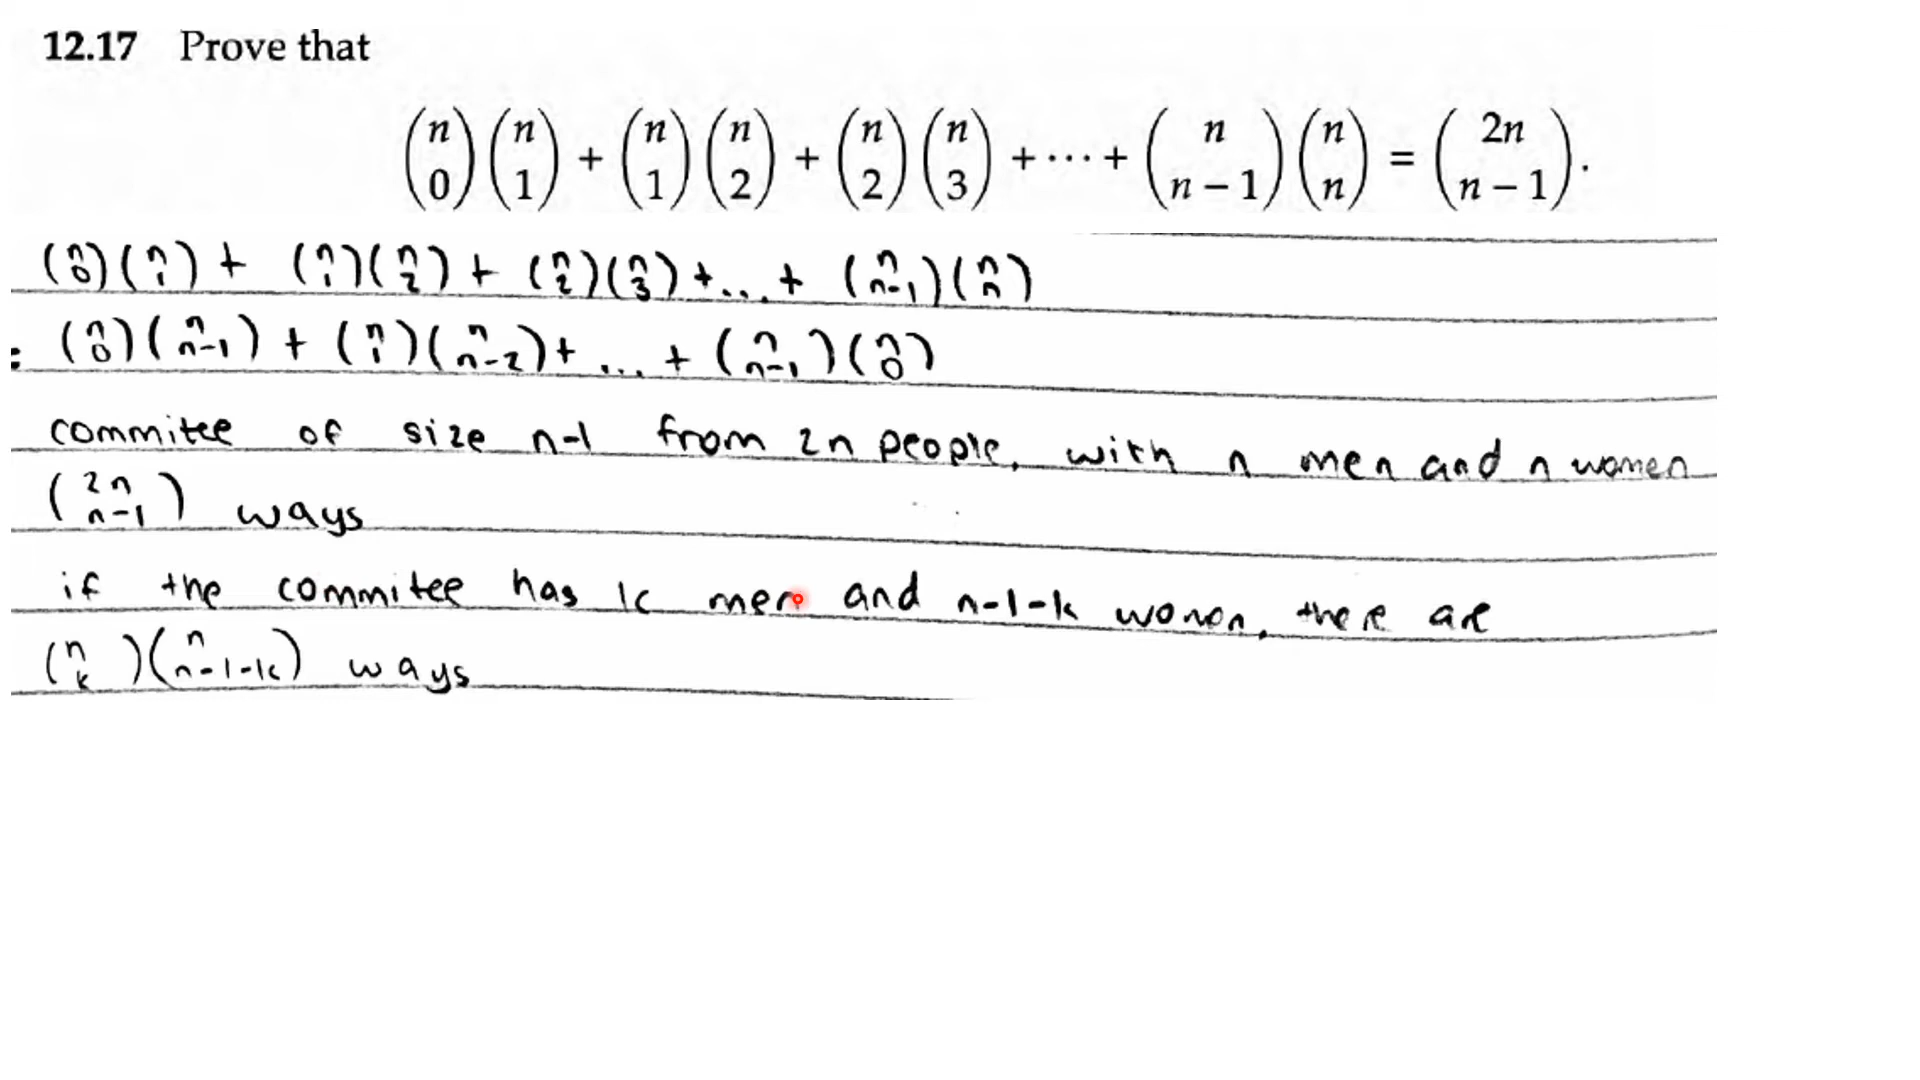 12.17 Prove that
(n 0)(n 1) + (n 1)(n 2) + (n 2)(n 3) + ··· + (n n − 1)(n n) = (2n n − 1).
(n 0)(n 1) + (n 1)(n 2) + (n 2)(n 3) + ... + (n n-1)(n n)
= (n 0)(n n-1) + (n 1)(n n-2) + ... + (n n-1)(n 0)
commitee of size n-1 from 2n people, with n men and n women
(2n n-1) ways
if the commitee has k men and n-1-k women, there are
(n k)(n n-1-k) ways